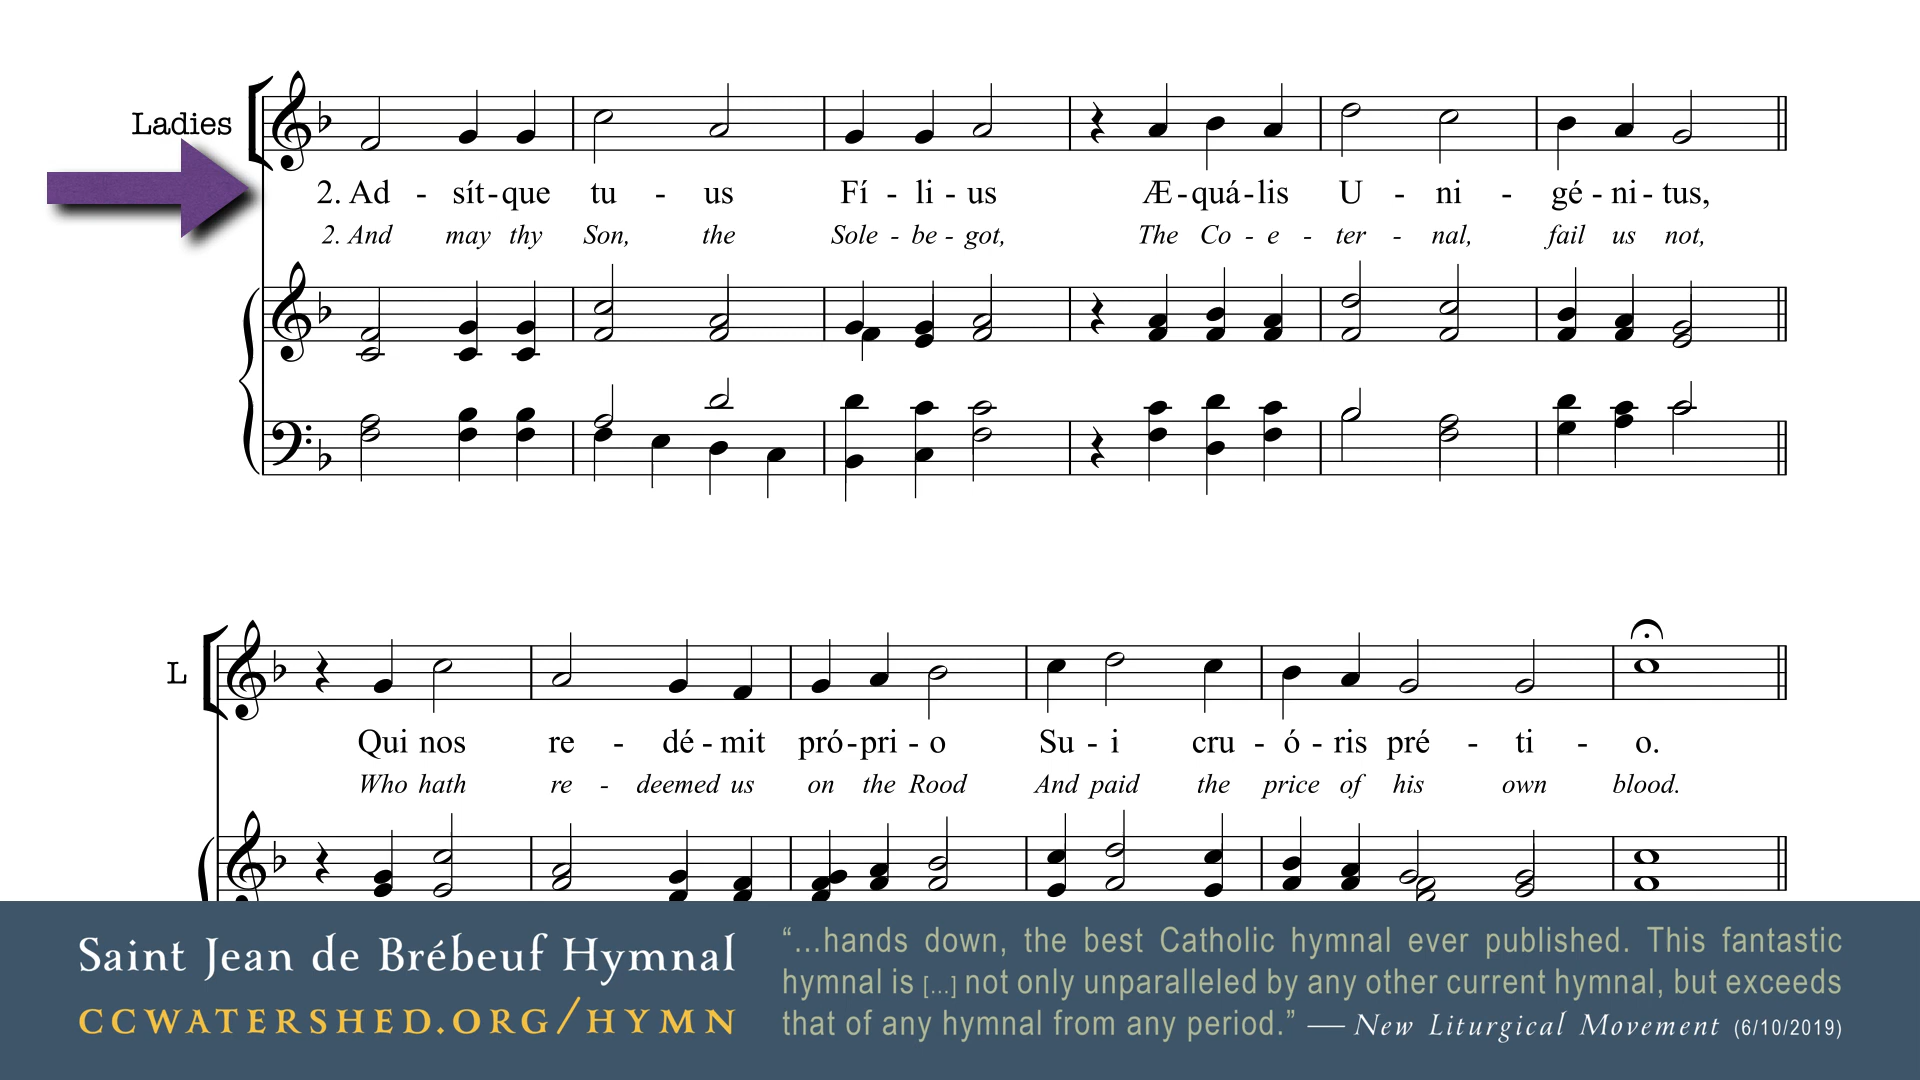 Ladies
2. Ad - sít - que tu - us Fí - li - us Æ - quá - lis U - ni - gé - ni - tus,
2. And may thy Son, the Sole - be - got, The Co - e - ter - nal, fail us not,
L
Qui nos re - dé - mit pró - pri - o Su - i cru - ó - ris pré - ti - o.
Who hath re - deemed us on the Rood And paid the price of his own blood.
Saint Jean de Brébeuf Hymnal
CCWATERSHED.ORG/HYMN
“...hands down, the best Catholic hymnal ever published. This fantastic
hymnal is [...] not only unparalleled by any other current hymnal, but exceeds
that of any hymnal from any period.” — New Liturgical Movement (6/10/2019)